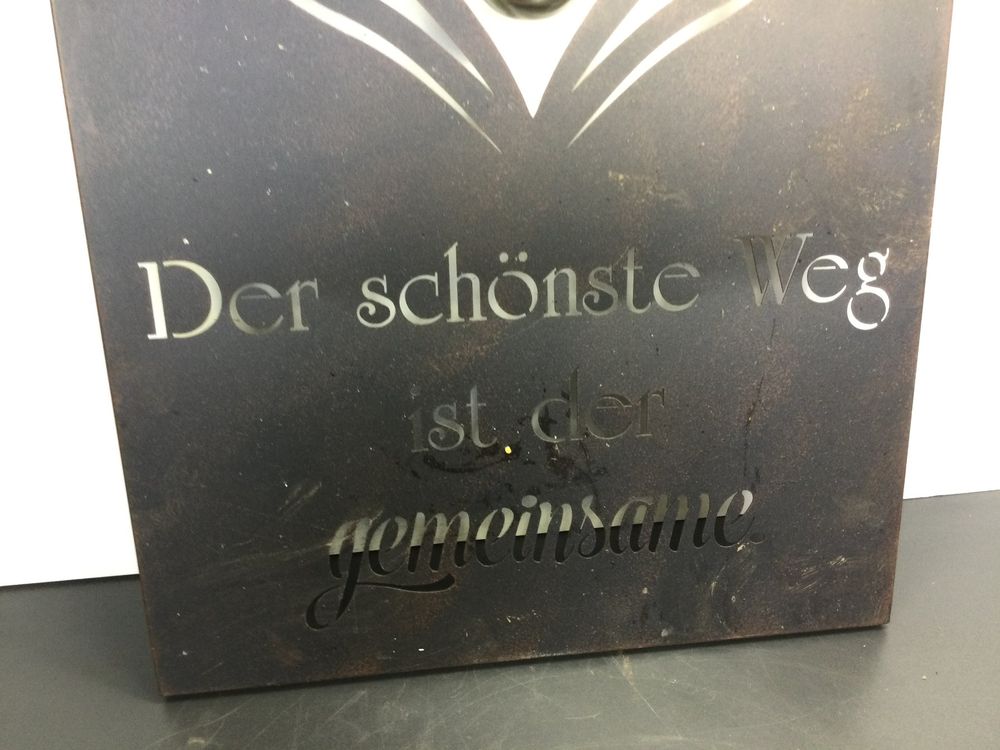 Der schönste Weg
ist der
gemeinsame.